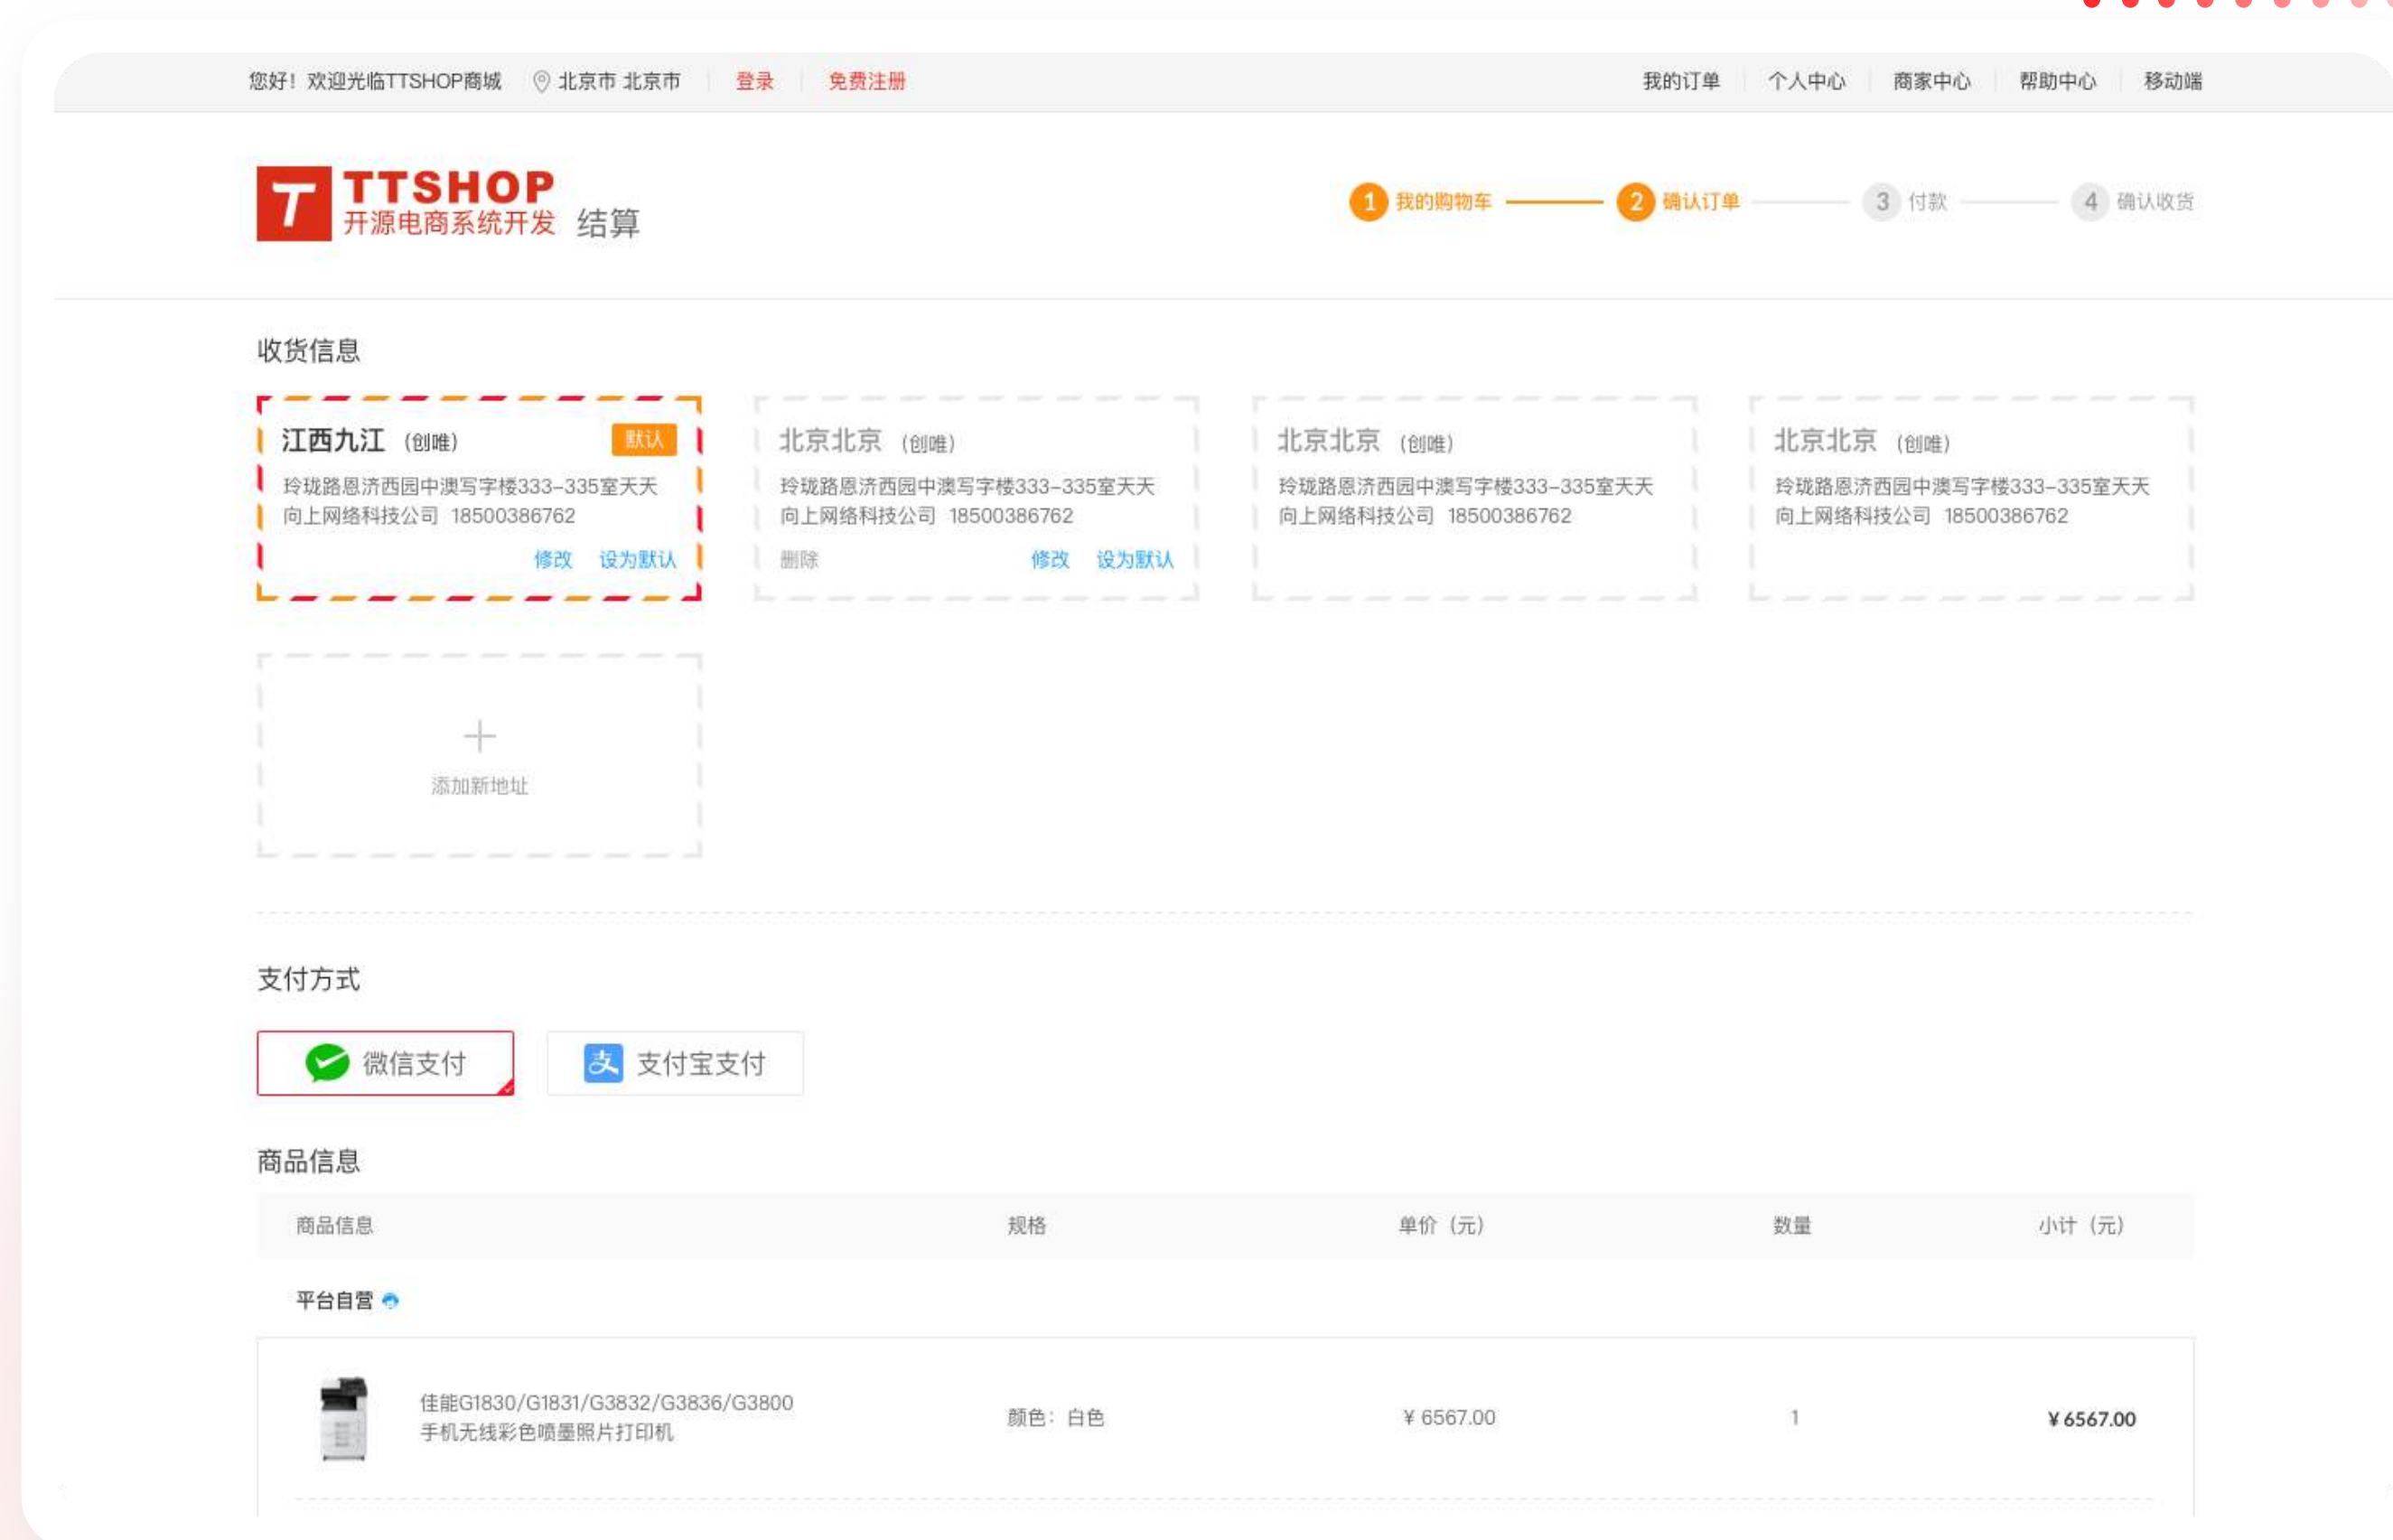 您好！欢迎光临TTSHOP商城 北京市 北京市 登录 免费注册 我的订单 个人中心 商家中心 帮助中心 移动端
TTSHOP
开源电商系统开发 结算
1 我的购物车 2 确认订单 3 付款 4 确认收货
收货信息
江西九江（创唯） 默认
玲珑路恩济西园中澳写字楼333-335室天天
向上网络科技公司 18500386762
修改 设为默认
北京北京（创唯）
玲珑路恩济西园中澳写字楼333-335室天天
向上网络科技公司 18500386762
删除 修改 设为默认
北京北京（创唯）
玲珑路恩济西园中澳写字楼333-335室天天
向上网络科技公司 18500386762
北京北京（创唯）
玲珑路恩济西园中澳写字楼333-335室天天
向上网络科技公司 18500386762
添加新地址
支付方式
微信支付 支 支付宝支付
商品信息
商品信息 规格 单价（元） 数量 小计（元）
平台自营
佳能G1830/G1831/G3832/G3836/G3800
手机无线彩色喷墨照片打印机
颜色：白色 ¥ 6567.00 1 ¥ 6567.00